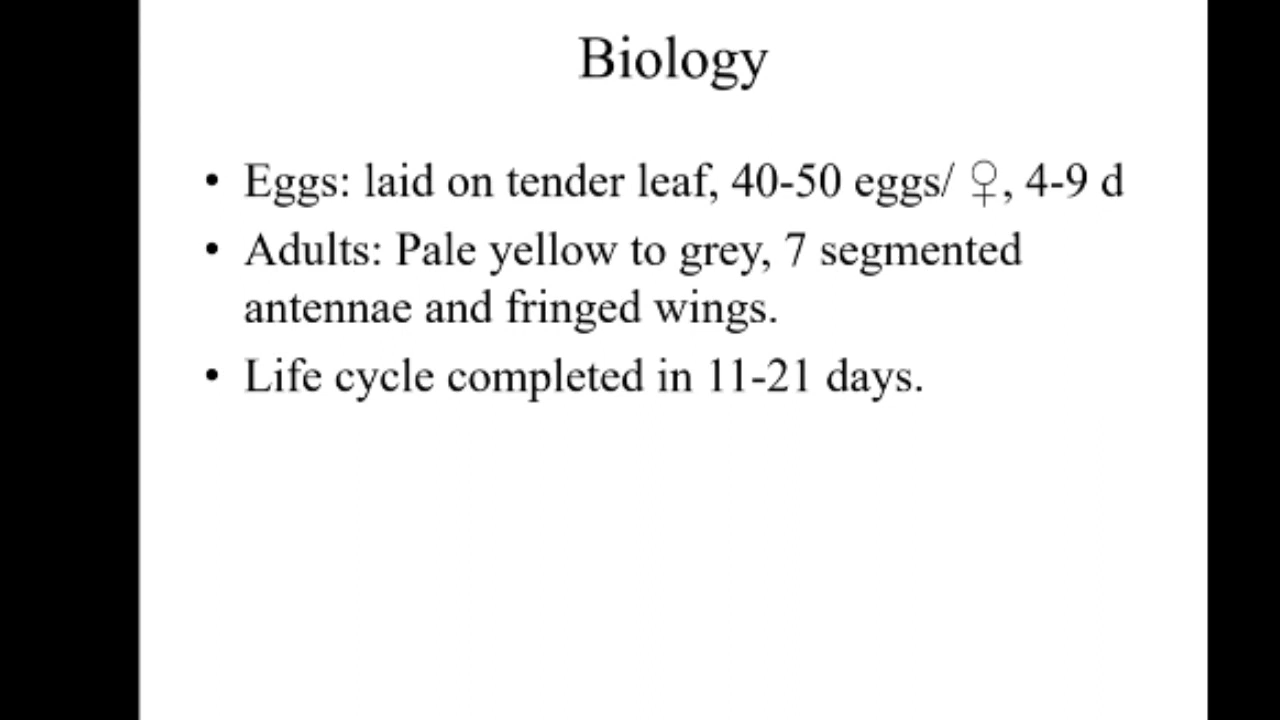 Biology
• Eggs: laid on tender leaf, 40-50 eggs/ ♀, 4-9 d
• Adults: Pale yellow to grey, 7 segmented
antennae and fringed wings.
• Life cycle completed in 11-21 days.